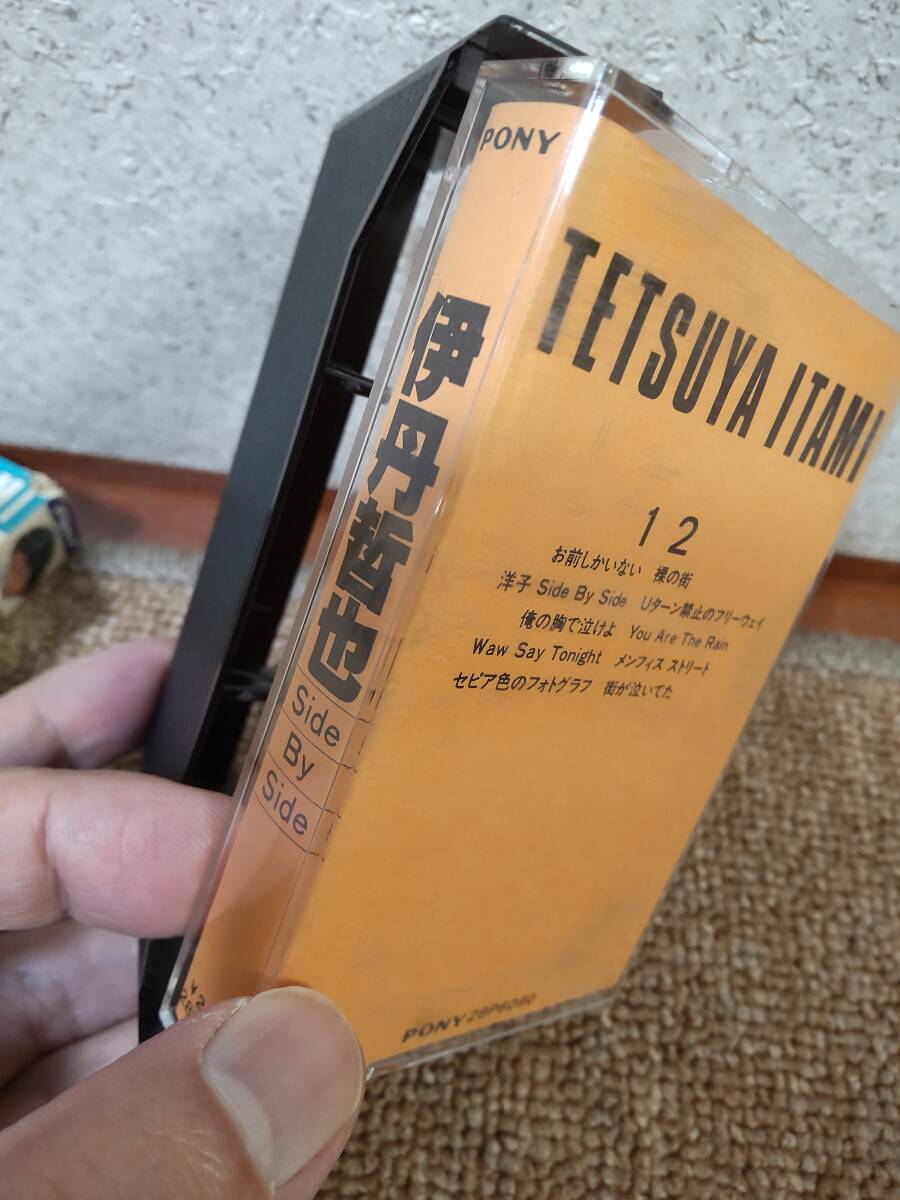 PONY
伊丹哲也
Side
By
Side
TETSUYA ITAMI
1 2
お前しかいない 裸の街
洋子 Side By Side Uターン禁止のフリーウェイ
俺の胸で泣けよ You Are The Rain
Waw Say Tonight メンフィス ストリート
セピア色のフォトグラフ 街が泣いてた
PONY 28P6090